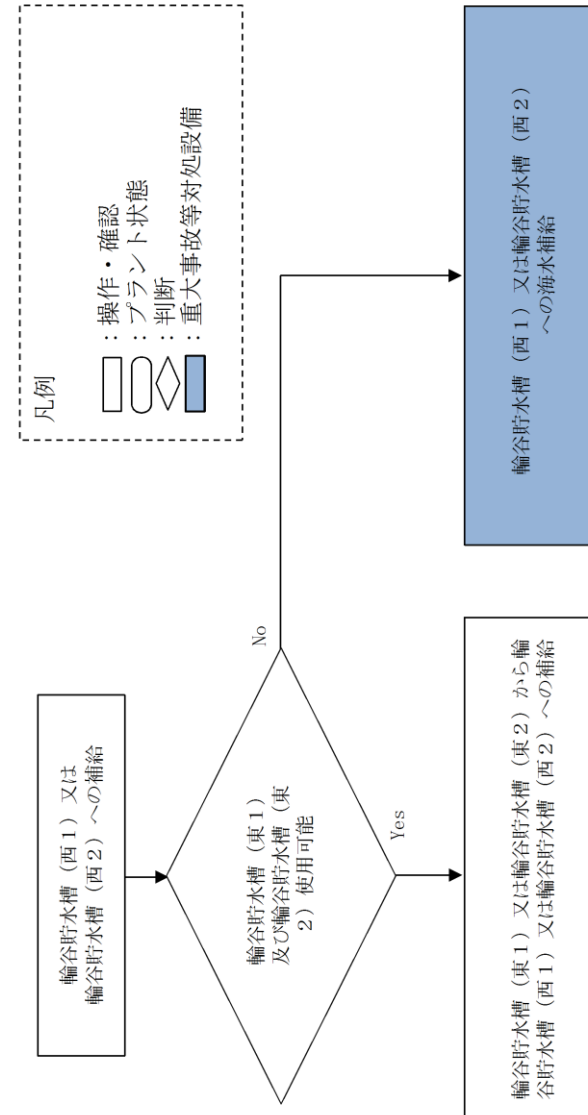 輪谷貯水槽（西１）又は
輪谷貯水槽（西２）への補給
輪谷貯水槽（東１）
及び輪谷貯水槽（東
２）使用可能
No
Yes
輪谷貯水槽（東１）又は輪谷貯水槽（東２）から輪
谷貯水槽（西１）又は輪谷貯水槽（西２）への補給
輪谷貯水槽（西１）又は輪谷貯水槽（西２）
への海水補給
凡例
：操作・確認
：プラント状態
：判断
：重大事故等対処設備